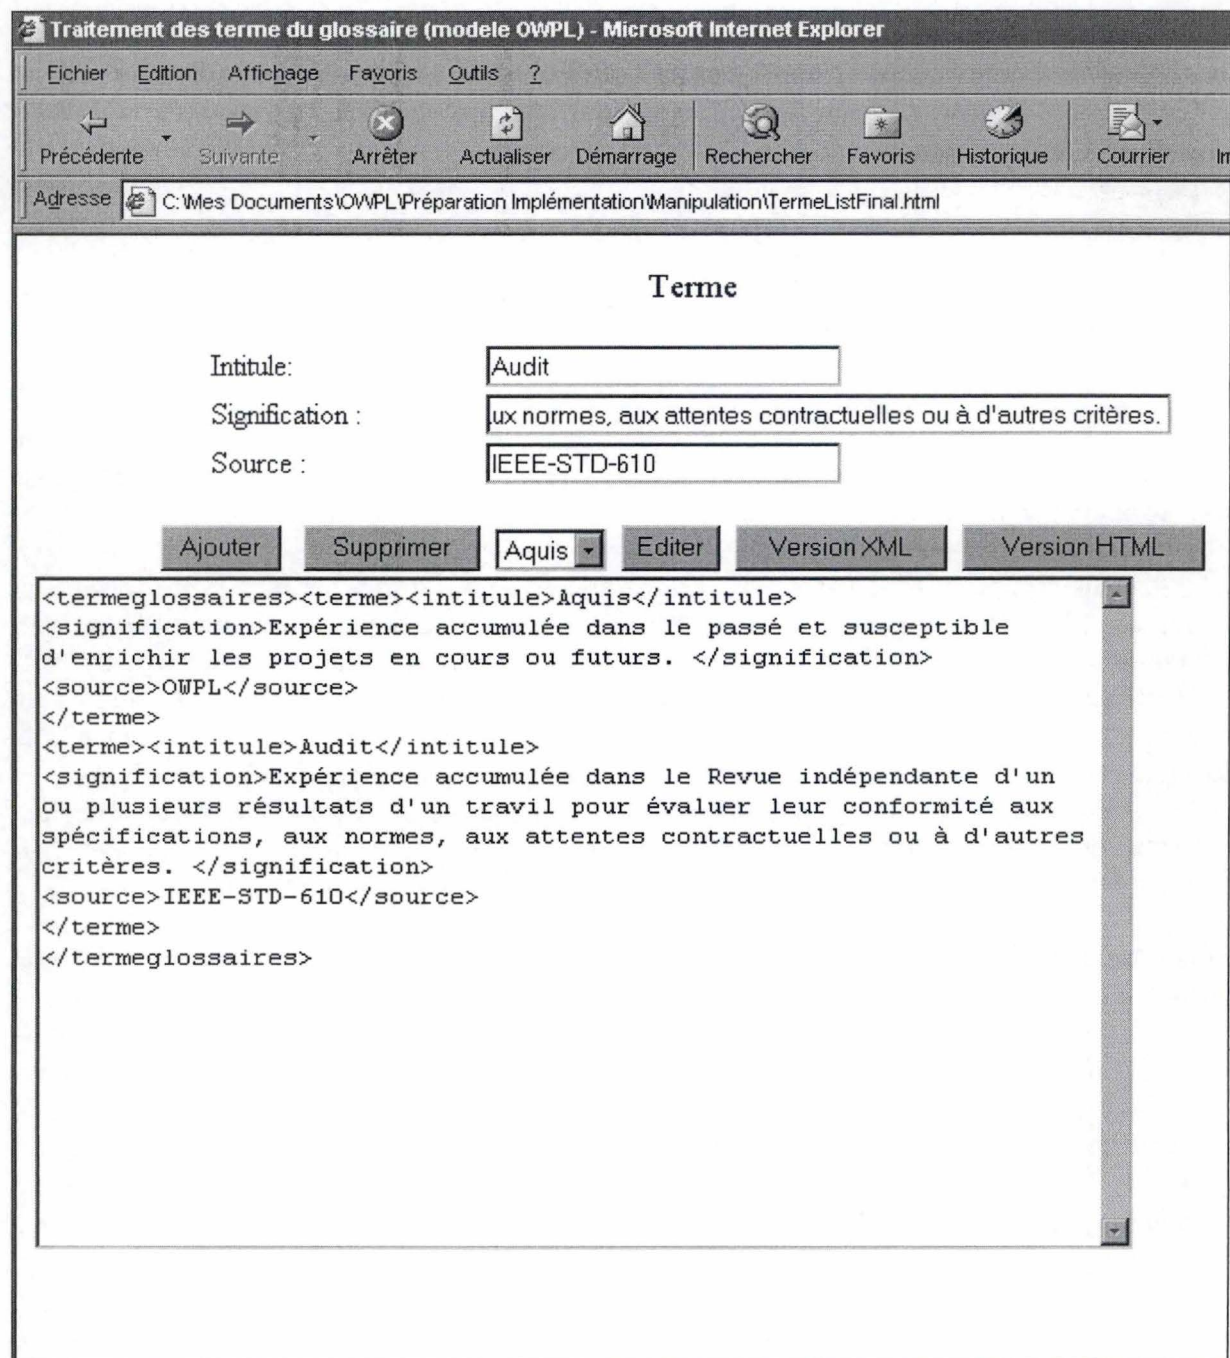 Traitement des terme du glossaire (modele OWPL) - Microsoft Internet Explorer
Fichier Edition Affichage Favoris Outils ?
Précédente Suivante Arrêter Actualiser Démarrage Rechercher Favoris Historique Courrier Im
Adresse C:\Mes Documents\OWPL\Préparation Implémentation\Manipulation\TermeListFinal.html
Terme
Intitule: Audit
Signification : ux normes, aux attentes contractuelles ou à d'autres critères.
Source : IEEE-STD-610
Ajouter Supprimer Aquis Editer Version XML Version HTML
<termeglossaires><terme><intitule>Aquis</intitule>
<signification>Expérience accumulée dans le passé et susceptible
d'enrichir les projets en cours ou futurs. </signification>
<source>OWPL</source>
</terme>
<terme><intitule>Audit</intitule>
<signification>Expérience accumulée dans le Revue indépendante d'un
ou plusieurs résultats d'un travil pour évaluer leur conformité aux
spécifications, aux normes, aux attentes contractuelles ou à d'autres
critères. </signification>
<source>IEEE-STD-610</source>
</terme>
</termeglossaires>